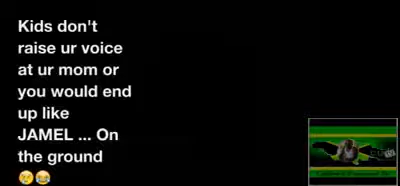 Kids don't
raise ur voice
at ur mom or
you would end
up like
JAMEL ... On
the ground
😢😂